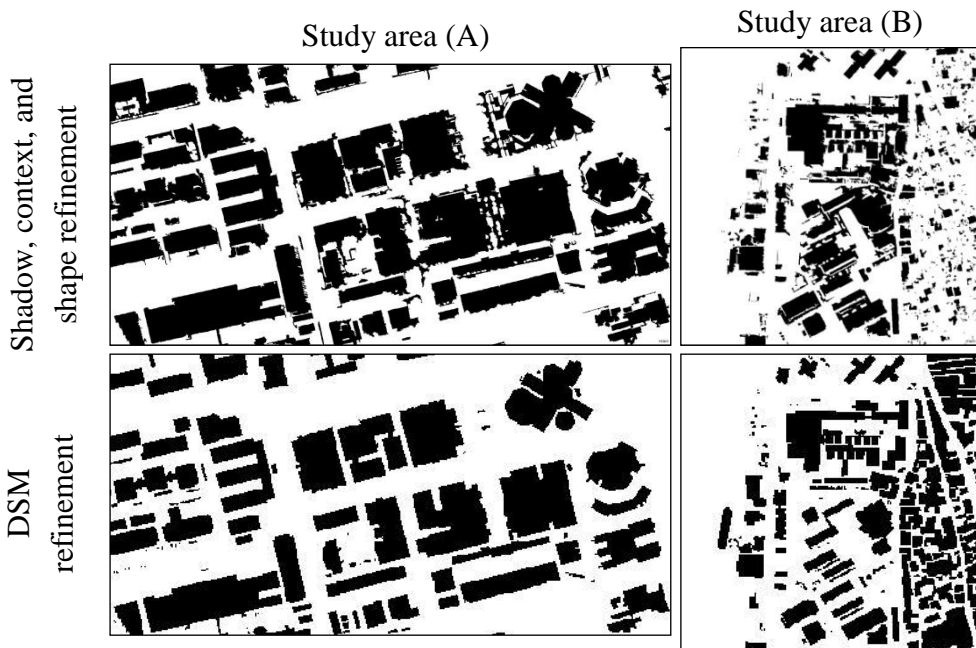 Study area (A)
Study area (B)
Shadow, context, and
shape refinement
DSM
refinement